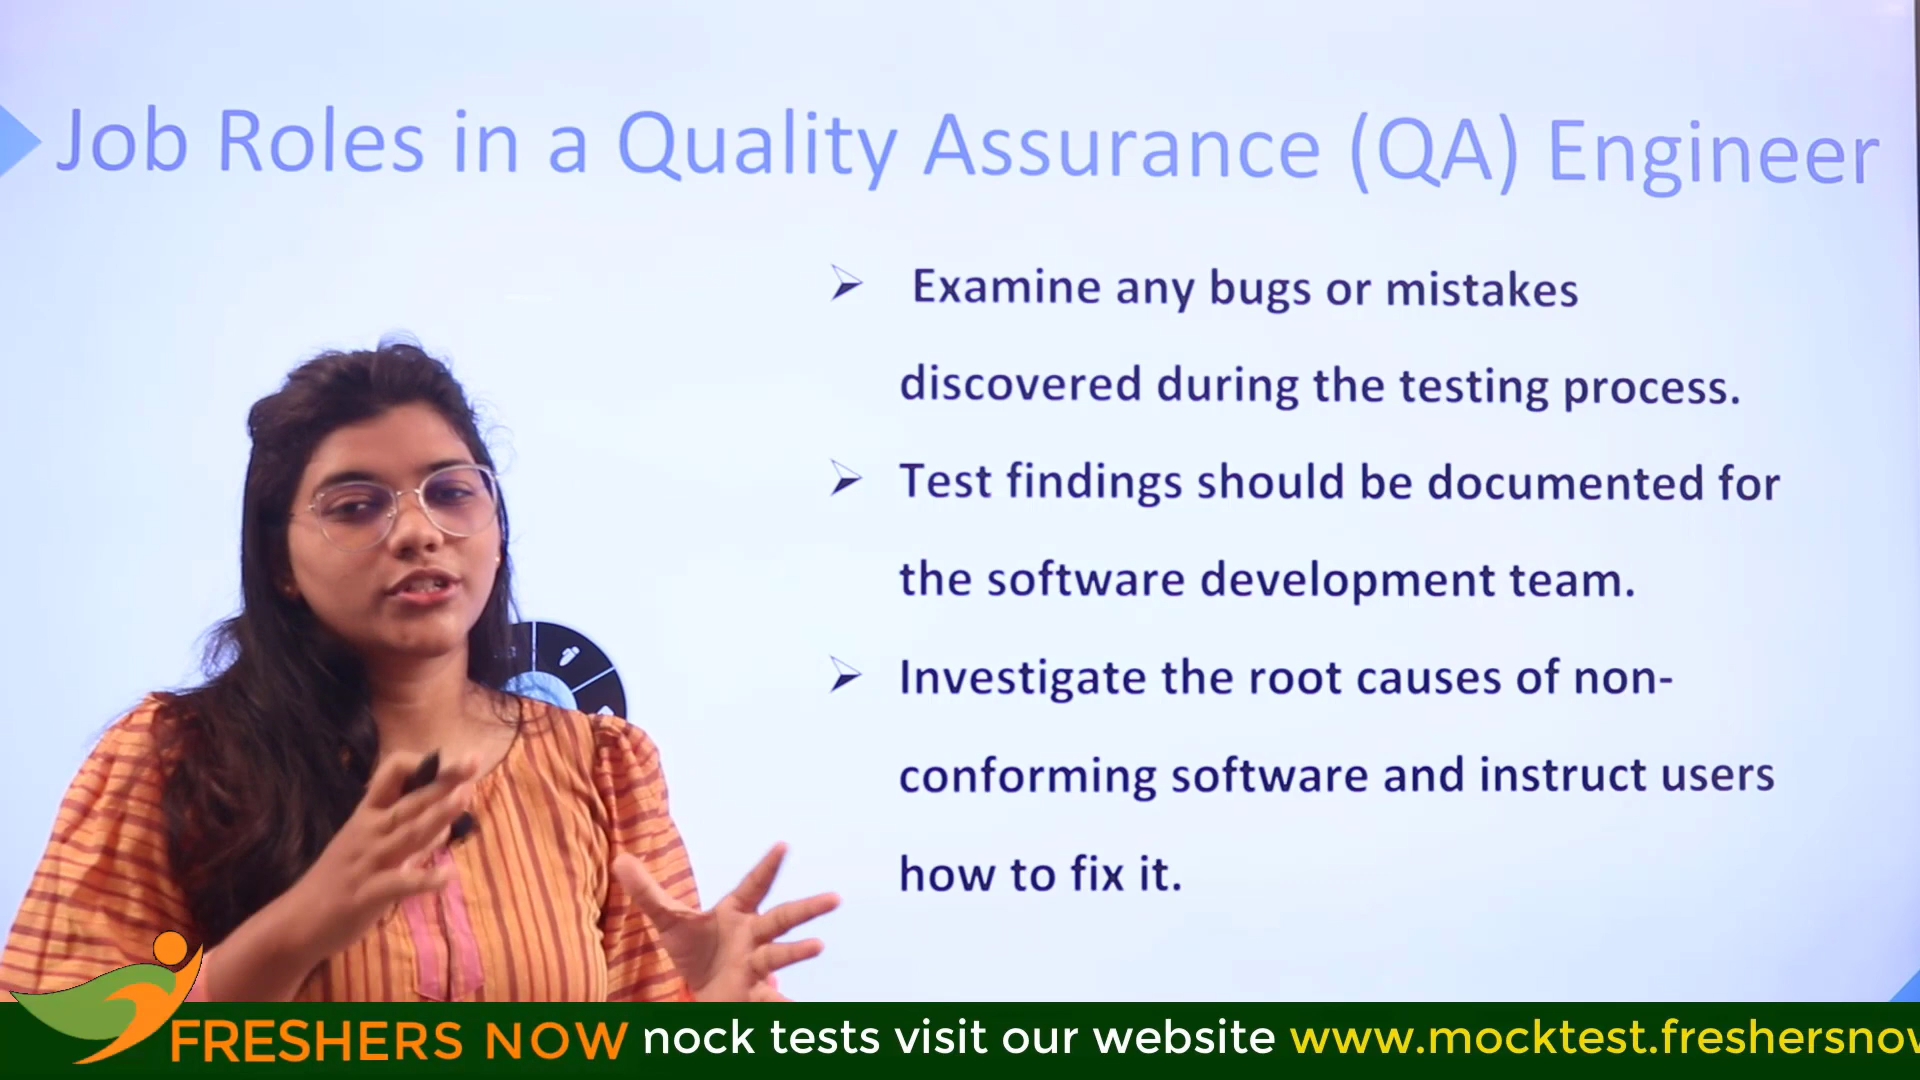 Job Roles in a Quality Assurance (QA) Engineer
➢ Examine any bugs or mistakes
discovered during the testing process.
➢ Test findings should be documented for
the software development team.
➢ Investigate the root causes of non-
conforming software and instruct users
how to fix it.
FRESHERS NOW nock tests visit our website www.mocktest.freshersnow